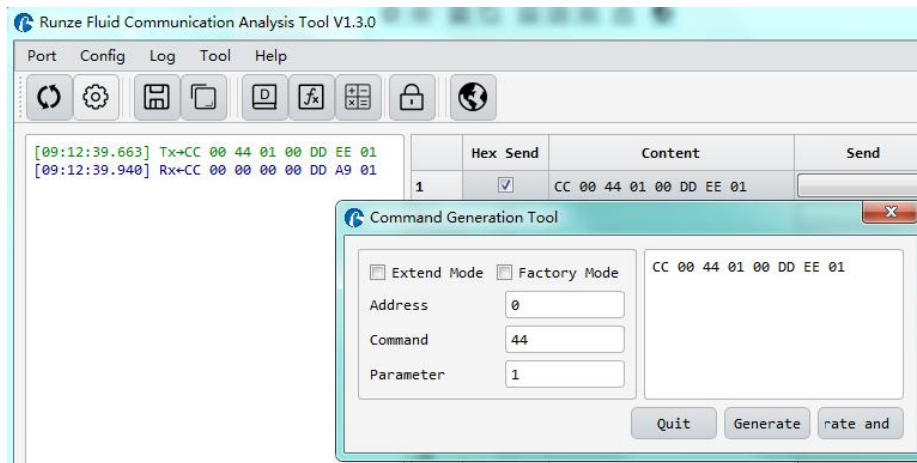 Runze Fluid Communication Analysis Tool V1.3.0
Port Config Log Tool Help
[09:12:39.663] Tx→CC 00 44 01 00 DD EE 01
[09:12:39.940] Rx←CC 00 00 00 00 DD A9 01
Hex Send Content Send
1 CC 00 44 01 00 DD EE 01
Command Generation Tool
Extend Mode Factory Mode
Address 0
Command 44
Parameter 1
CC 00 44 01 00 DD EE 01
Quit Generate rate and